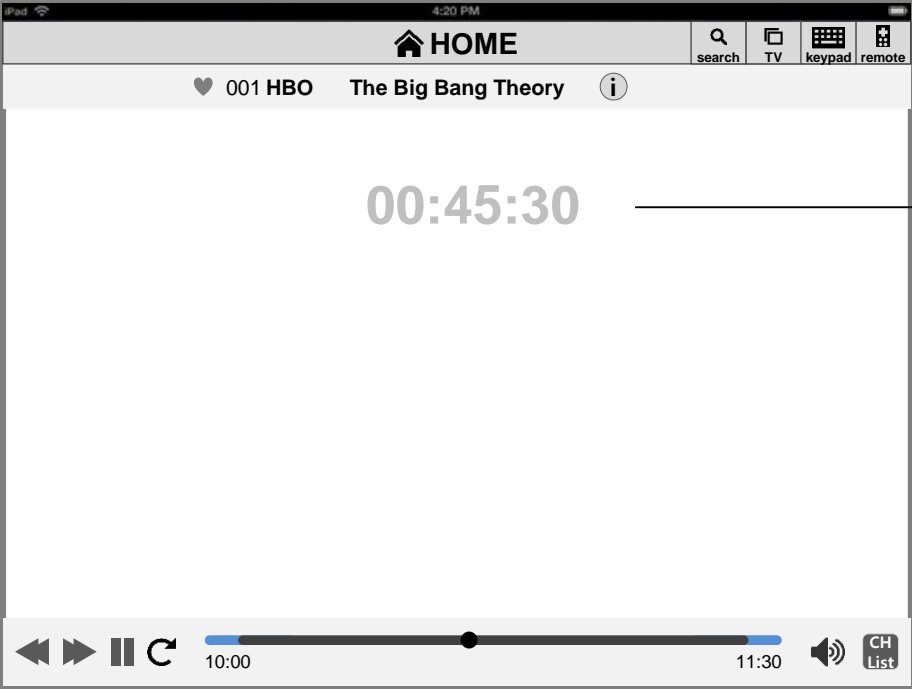 iPad 4:20 PM
HOME
search TV keypad remote
001 HBO The Big Bang Theory i
00:45:30
10:00 11:30
CH
List